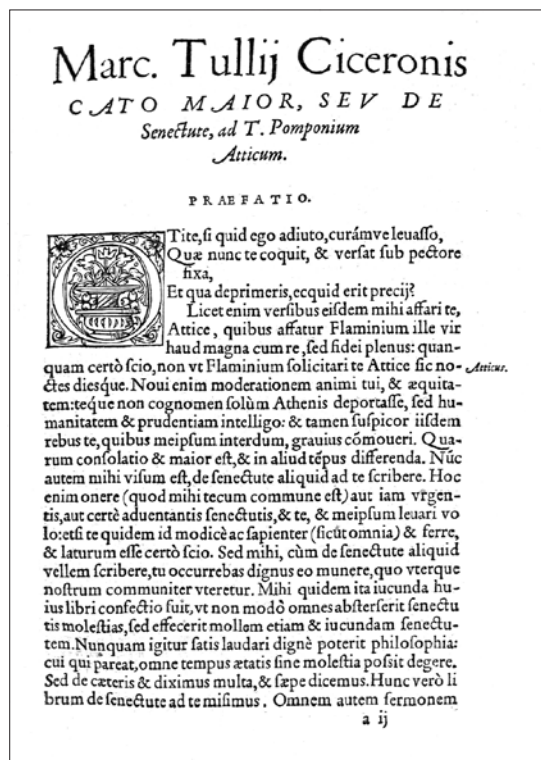 Marc. Tullij Ciceronis
CATO MAIOR, SEV DE
Senectute, ad T. Pomponium
Atticum.
PRAEFATIO.
O Tite, ſi quid ego adiuto, curámve leuaſſo,
Quæ nunc te coquit, & verſat ſub pectore
fixa,
Et qua deprimeris, ecquid erit precij?
Licet enim verſibus eiſdem mihi affari te,
Attice, quibus affatur Flaminium ille vir
haud magna cum re, ſed fidei plenus: quan-
quam certò ſcio, non vt Flaminium ſolicitari te Attice ſic no-
ctes diesq́ue. Noui enim moderationem animi tui, & æquita-
tem: teque non cognomen ſolùm Athenis deportaſſe, ſed hu-
manitatem & prudentiam intelligo: & tamen ſuſpicor iiſdem
rebus te, quibus meipſum interdum, grauius cõmoueri. Qua-
rum conſolatio & maior eſt, & in aliud tẽpus differenda. Nũc
autem mihi viſum eſt, de ſenectute aliquid ad te ſcribere. Hoc
enim onere (quod mihi tecum commune eſt) aut iam vrgen-
tis, aut certè aduentantis ſenectutis, & te, & meipſum leuari vo
lo: etſi te quidem id modicè ac ſapienter (ſicút omnia) & ferre,
& laturum eſſe certò ſcio. Sed mihi, cùm de ſenectute aliquid
vellem ſcribere, tu occurrebas dignus eo munere, quo vterque
noſtrum communiter vteretur. Mihi quidem ita iucunda hu-
ius libri confectio fuit, vt non modò omnes abſterſerit ſenectu
tis moleſtias, ſed effecerit mollem etiam & iucundam ſenectu-
tem. Nunquam igitur ſatis laudari dignè poterit philoſophia:
cui qui pareat, omne tempus ætatis ſine moleſtia poſsit degere.
Sed de cæteris & diximus multa, & ſæpe dicemus. Hunc verò li
brum de ſenectute ad te miſimus. Omnem autem ſermonem
a ij
Atticus.